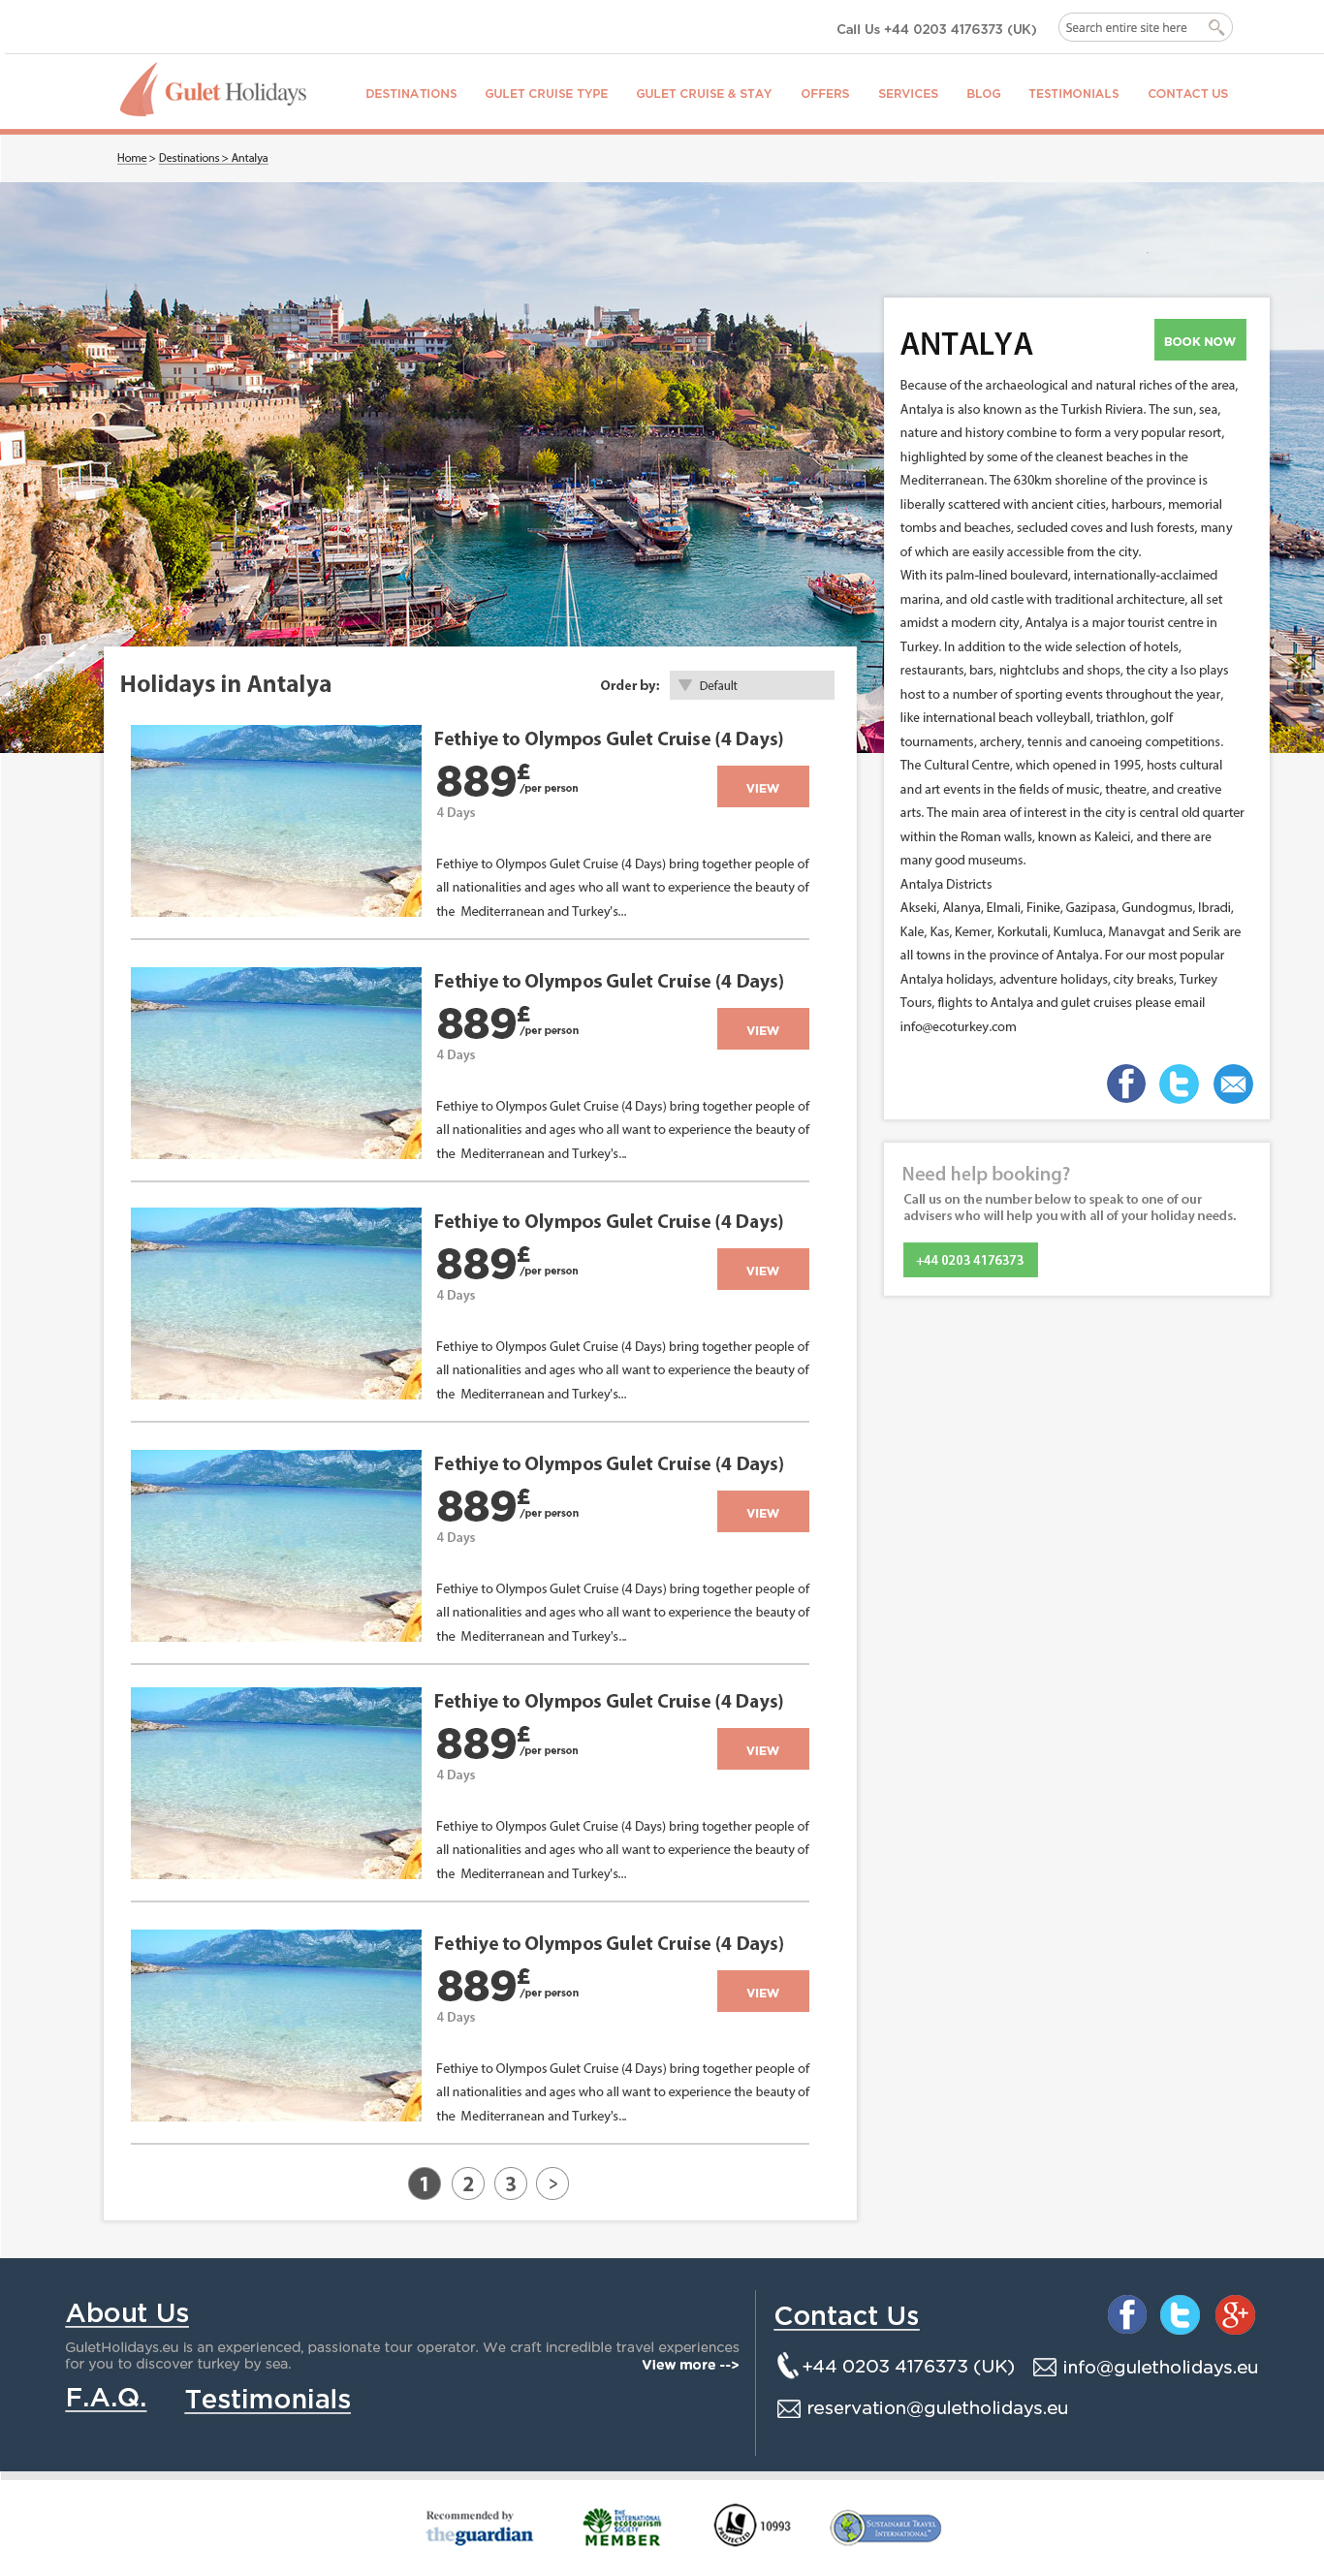 Call Us +44 0203 4176373 (UK)
Search entire site here
Gulet Holidays
DESTINATIONS GULET CRUISE TYPE GULET CRUISE & STAY OFFERS SERVICES BLOG TESTIMONIALS CONTACT US
Home > Destinations > Antalya
ANTALYA
BOOK NOW
Because of the archaeological and natural riches of the area,
Antalya is also known as the Turkish Riviera. The sun, sea,
nature and history combine to form a very popular resort,
highlighted by some of the cleanest beaches in the
Mediterranean. The 630km shoreline of the province is
liberally scattered with ancient cities, harbours, memorial
tombs and beaches, secluded coves and lush forests, many
of which are easily accessible from the city.
With its palm-lined boulevard, internationally-acclaimed
marina, and old castle with traditional architecture, all set
amidst a modern city, Antalya is a major tourist centre in
Turkey. In addition to the wide selection of hotels,
restaurants, bars, nightclubs and shops, the city a lso plays
host to a number of sporting events throughout the year,
like international beach volleyball, triathlon, golf
tournaments, archery, tennis and canoeing competitions.
The Cultural Centre, which opened in 1995, hosts cultural
and art events in the fields of music, theatre, and creative
arts. The main area of interest in the city is central old quarter
within the Roman walls, known as Kaleici, and there are
many good museums.
Antalya Districts
Akseki, Alanya, Elmali, Finike, Gazipasa, Gundogmus, Ibradi,
Kale, Kas, Kemer, Korkutali, Kumluca, Manavgat and Serik are
all towns in the province of Antalya. For our most popular
Antalya holidays, adventure holidays, city breaks, Turkey
Tours, flights to Antalya and gulet cruises please email
info@ecoturkey.com
Need help booking?
Call us on the number below to speak to one of our
advisers who will help you with all of your holiday needs.
+44 0203 4176373
Holidays in Antalya
Order by: Default
Fethiye to Olympos Gulet Cruise (4 Days)
889£
/per person
VIEW
4 Days
Fethiye to Olympos Gulet Cruise (4 Days) bring together people of
all nationalities and ages who all want to experience the beauty of
the Mediterranean and Turkey's...
Fethiye to Olympos Gulet Cruise (4 Days)
889£
/per person
VIEW
4 Days
Fethiye to Olympos Gulet Cruise (4 Days) bring together people of
all nationalities and ages who all want to experience the beauty of
the Mediterranean and Turkey's...
Fethiye to Olympos Gulet Cruise (4 Days)
889£
/per person
VIEW
4 Days
Fethiye to Olympos Gulet Cruise (4 Days) bring together people of
all nationalities and ages who all want to experience the beauty of
the Mediterranean and Turkey's...
Fethiye to Olympos Gulet Cruise (4 Days)
889£
/per person
VIEW
4 Days
Fethiye to Olympos Gulet Cruise (4 Days) bring together people of
all nationalities and ages who all want to experience the beauty of
the Mediterranean and Turkey's...
Fethiye to Olympos Gulet Cruise (4 Days)
889£
/per person
VIEW
4 Days
Fethiye to Olympos Gulet Cruise (4 Days) bring together people of
all nationalities and ages who all want to experience the beauty of
the Mediterranean and Turkey's...
Fethiye to Olympos Gulet Cruise (4 Days)
889£
/per person
VIEW
4 Days
Fethiye to Olympos Gulet Cruise (4 Days) bring together people of
all nationalities and ages who all want to experience the beauty of
the Mediterranean and Turkey's...
1 2 3 >
About Us
GuletHolidays.eu is an experienced, passionate tour operator. We craft incredible travel experiences
for you to discover turkey by sea.
View more -->
F.A.Q. Testimonials
Contact Us
+44 0203 4176373 (UK) info@guletholidays.eu
reservation@guletholidays.eu
Recommended by
theguardian
THE INTERNATIONAL
ecotourism
SOCIETY
MEMBER
PROTECTED
10993
SUSTAINABLE TRAVEL
INTERNATIONAL™